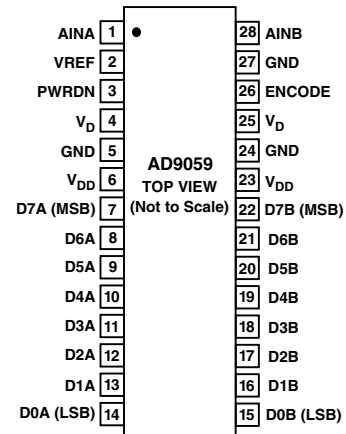 AINA 1 28 AINB
VREF 2 27 GND
PWRDN 3 26 ENCODE
VD 4 25 VD
GND 5 24 GND
VDD 6 23 VDD
AD9059
TOP VIEW
(Not to Scale)
D7A (MSB) 7 22 D7B (MSB)
D6A 8 21 D6B
D5A 9 20 D5B
D4A 10 19 D4B
D3A 11 18 D3B
D2A 12 17 D2B
D1A 13 16 D1B
D0A (LSB) 14 15 D0B (LSB)